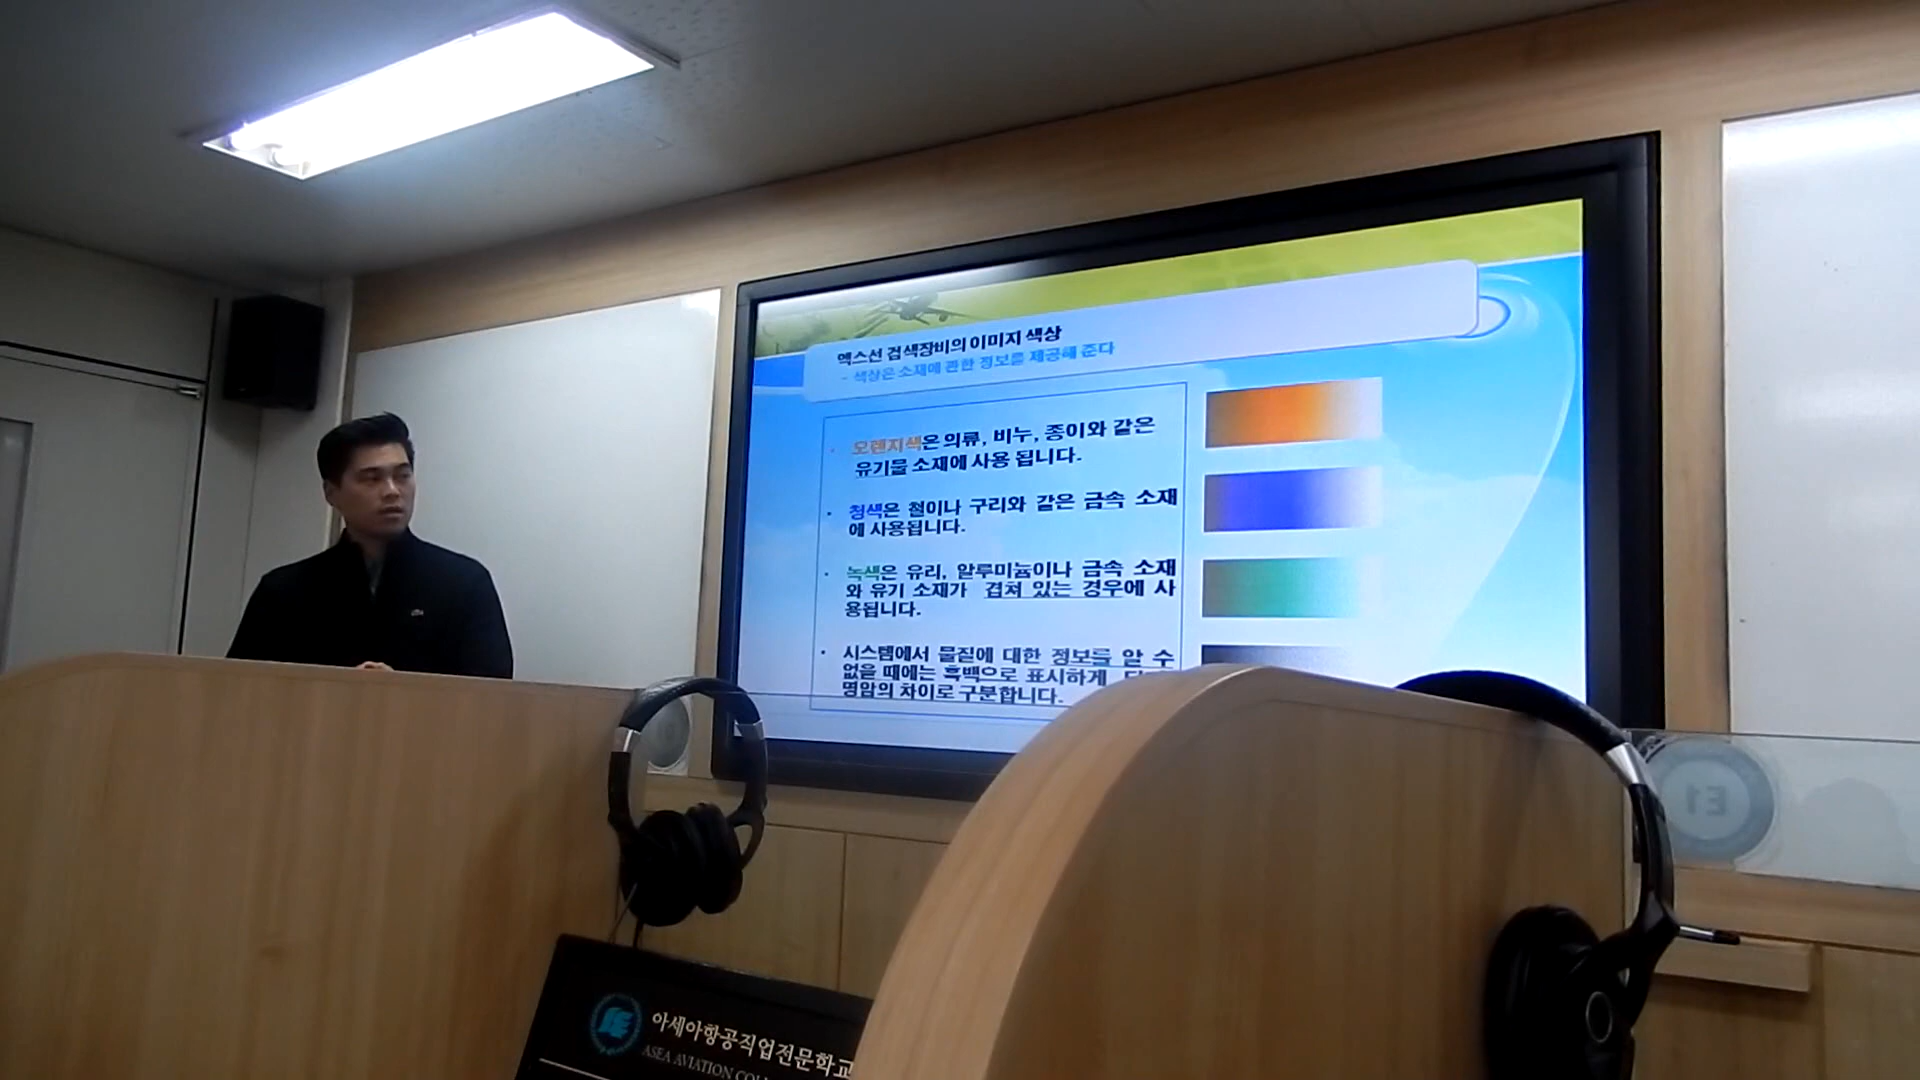 엑스선 검색장비의 이미지 색상
- 색상은 소재에 관한 정보를 제공해 준다
· 오렌지색은 의류, 비누, 종이와 같은
유기물 소재에 사용 됩니다.
· 청색은 철이나 구리와 같은 금속 소재
에 사용됩니다.
· 녹색은 유리, 알루미늄이나 금속 소재
와 유기 소재가 겹쳐 있는 경우에 사
용됩니다.
· 시스템에서 물질에 대한 정보를 알 수
없을 때에는 흑백으로 표시하게
명암의 차이로 구분합니다.
E1
아세아항공직업전문학교
ASEA AVIATION